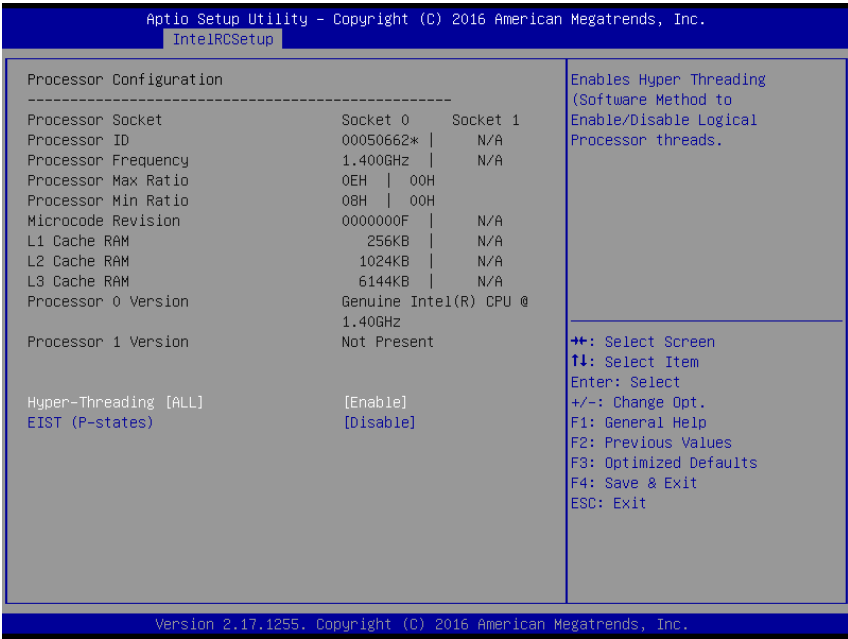 Aptio Setup Utility – Copyright (C) 2016 American Megatrends, Inc.
IntelRCSetup
Processor Configuration
--------------------------------------------------
Processor Socket Socket 0 Socket 1
Processor ID 00050662* | N/A
Processor Frequency 1.400GHz | N/A
Processor Max Ratio 0EH | 00H
Processor Min Ratio 08H | 00H
Microcode Revision 0000000F | N/A
L1 Cache RAM 256KB | N/A
L2 Cache RAM 1024KB | N/A
L3 Cache RAM 6144KB | N/A
Processor 0 Version Genuine Intel(R) CPU @
1.40GHz
Processor 1 Version Not Present
Hyper-Threading [ALL] [Enable]
EIST (P-states) [Disable]
Enables Hyper Threading
(Software Method to
Enable/Disable Logical
Processor threads.
→←: Select Screen
↑↓: Select Item
Enter: Select
+/-: Change Opt.
F1: General Help
F2: Previous Values
F3: Optimized Defaults
F4: Save & Exit
ESC: Exit
Version 2.17.1255. Copyright (C) 2016 American Megatrends, Inc.